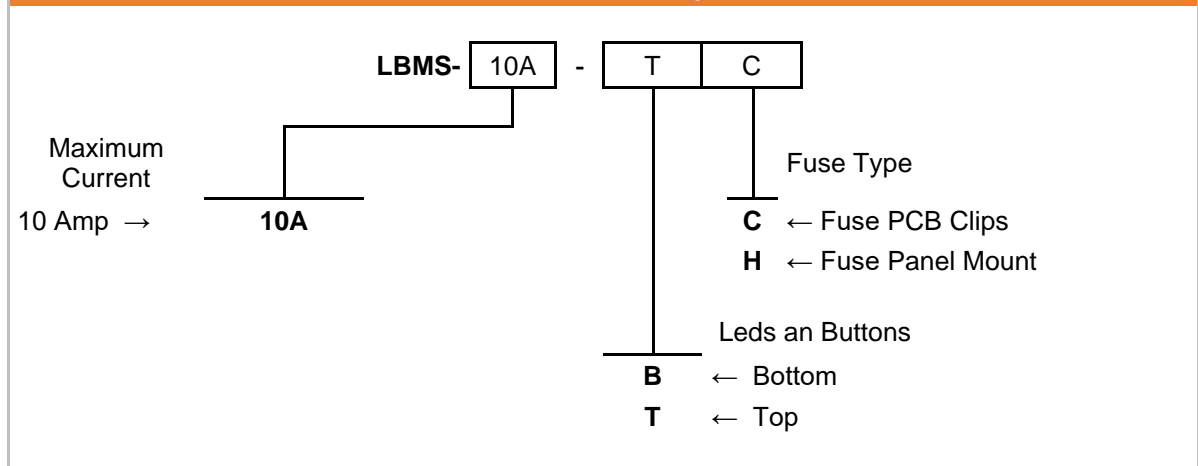 LBMS- 10A - T C
Maximum
Current
Fuse Type
10 Amp → 10A
C ← Fuse PCB Clips
H ← Fuse Panel Mount
Leds an Buttons
B ← Bottom
T ← Top